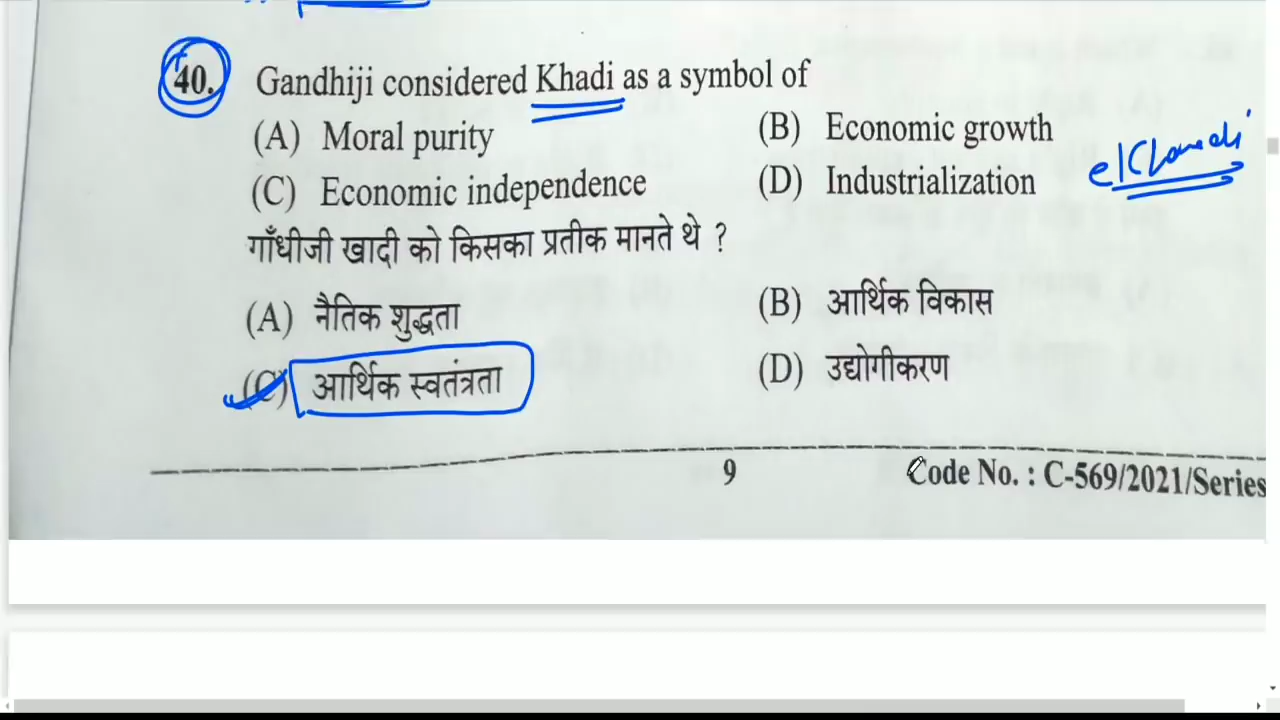 40. Gandhiji considered Khadi as a symbol of
(A) Moral purity (B) Economic growth
(C) Economic independence (D) Industrialization
गाँधीजी खादी को किसका प्रतीक मानते थे ?
(A) नैतिक शुद्धता (B) आर्थिक विकास
(C) आर्थिक स्वतंत्रता (D) उद्योगीकरण
9 Code No. : C-569/2021/Series